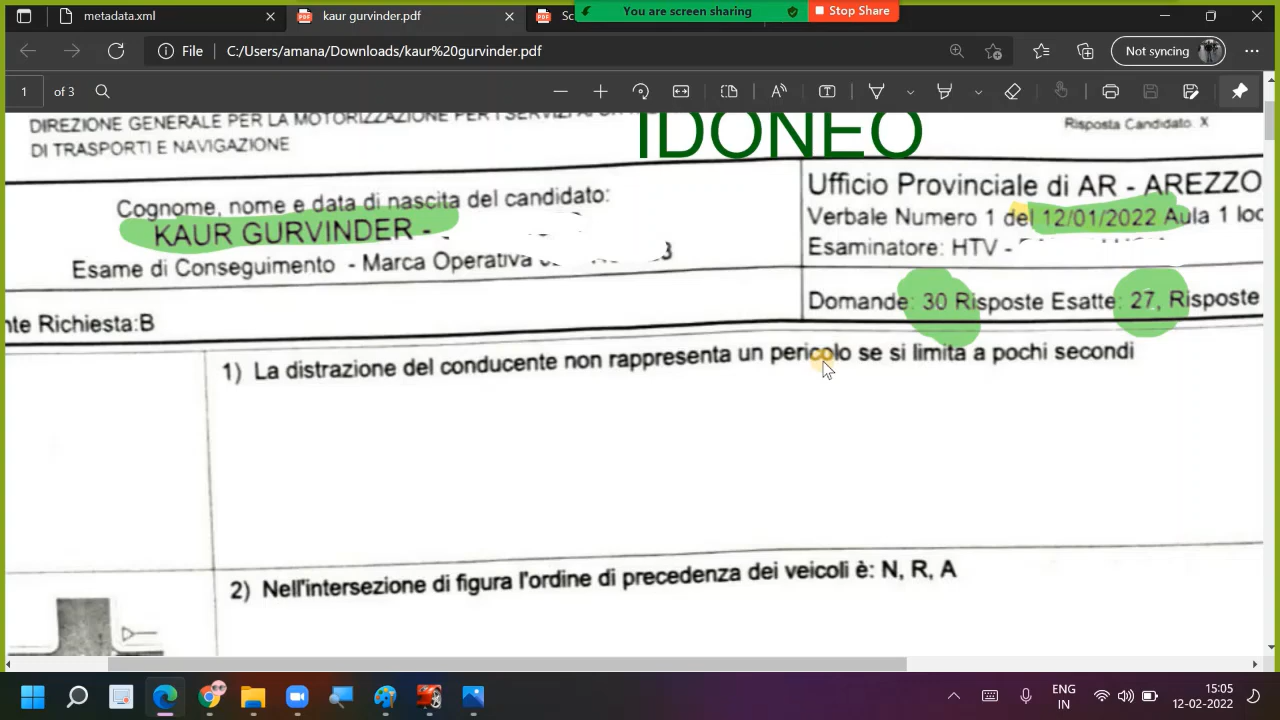 metadata.xml
kaur gurvinder.pdf
Sc
You are screen sharing
Stop Share
File
C:/Users/amana/Downloads/kaur%20gurvinder.pdf
Not syncing
1 of 3
DIREZIONE GENERALE PER LA MOTORIZZAZIONE PER I SERVIZI
DI TRASPORTI E NAVIGAZIONE
IDONEO
Risposta Candidato. X
Cognome, nome e data di nascita del candidato:
KAUR GURVINDER -
Esame di Conseguimento - Marca Operativa
Ufficio Provinciale di AR - AREZZO
Verbale Numero 1 del 12/01/2022 Aula 1 loc
Esaminatore: HTV -
nte Richiesta:B
Domande: 30 Risposte Esatte: 27, Risposte
1) La distrazione del conducente non rappresenta un pericolo se si limita a pochi secondi
2) Nell'intersezione di figura l'ordine di precedenza dei veicoli è: N, R, A
ENG
IN
15:05
12-02-2022